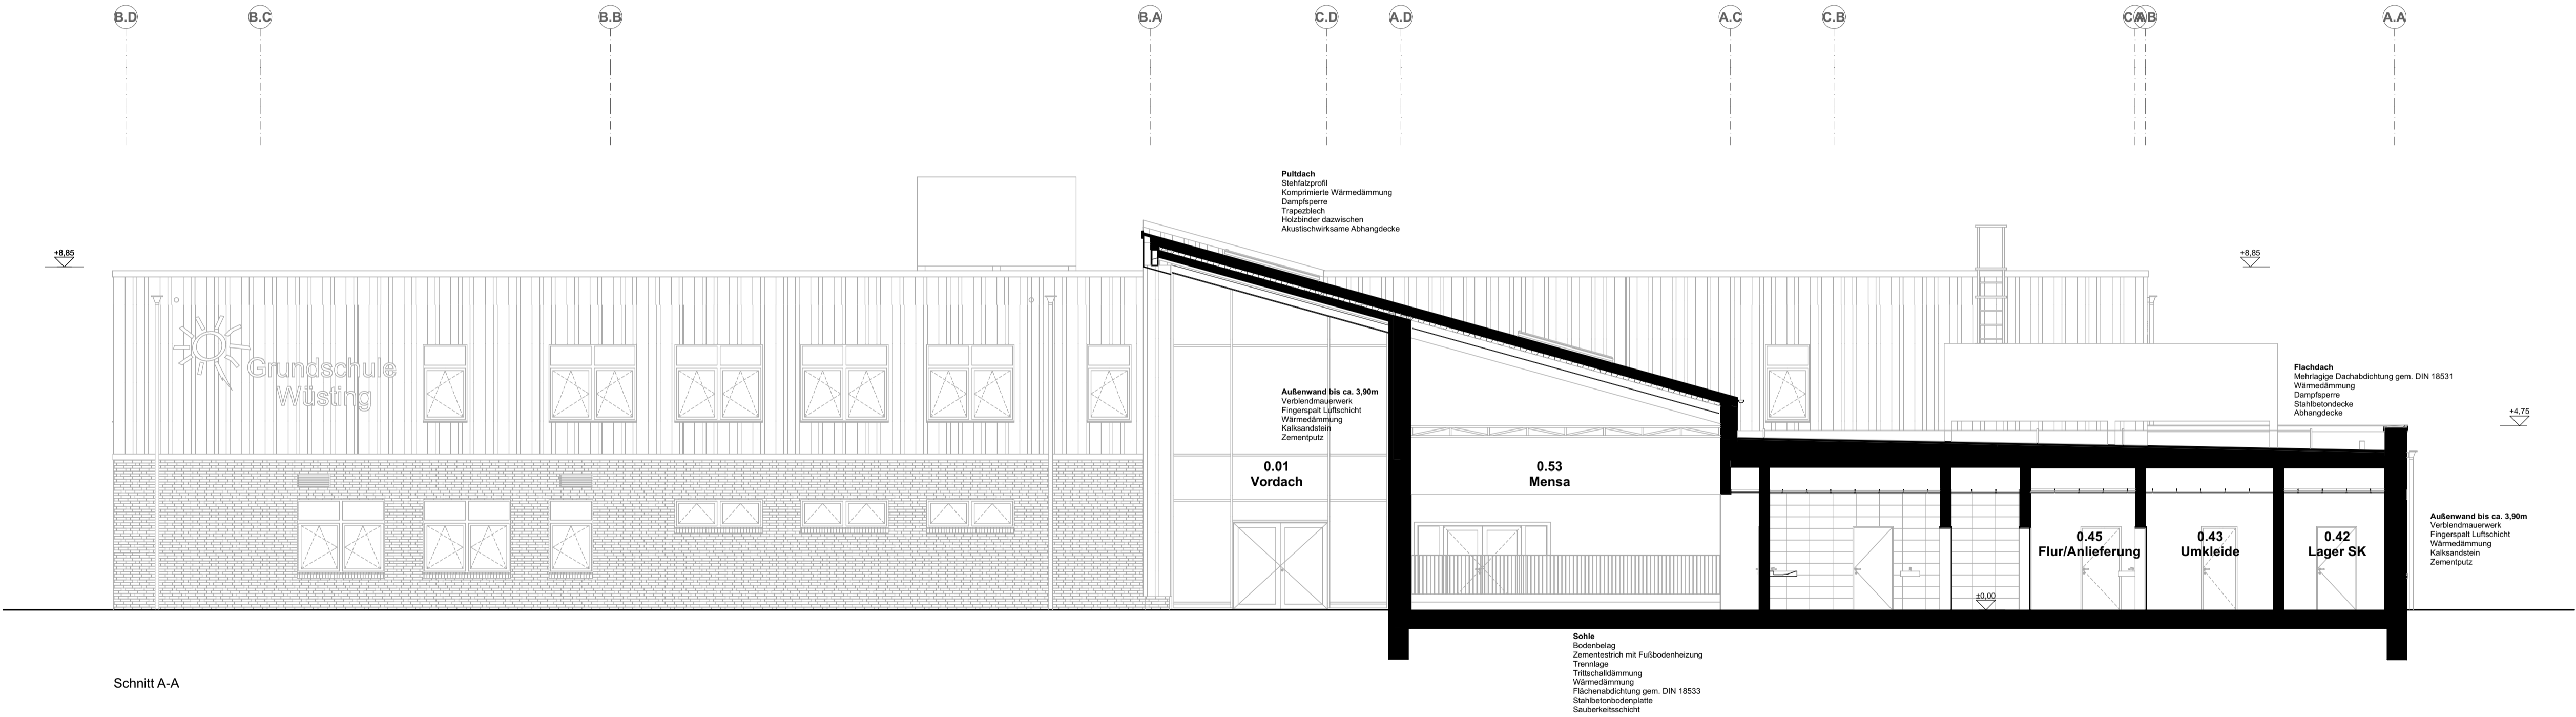 B.D
B.C
B.B
B.A
C.D
A.D
A.C
C.B
C.A
A.B
A.A
Pultdach
Stehfalzprofil
Komprimierte Wärmedämmung
Dampfsperre
Trapezblech
Holzbinder dazwischen
Akustischwirksame Abhangdecke
+8,85
+8,85
Grundschule
Wüsting
Außenwand bis ca. 3,90m
Verblendmauerwerk
Fingerspalt Luftschicht
Wärmedämmung
Kalksandstein
Zementputz
Flachdach
Mehrlagige Dachabdichtung gem. DIN 18531
Wärmedämmung
Dampfsperre
Stahlbetondecke
Abhangdecke
+4,75
0.01
Vordach
0.53
Mensa
0.45
Flur/Anlieferung
0.43
Umkleide
0.42
Lager SK
Außenwand bis ca. 3,90m
Verblendmauerwerk
Fingerspalt Luftschicht
Wärmedämmung
Kalksandstein
Zementputz
±0,00
Sohle
Bodenbelag
Zementestrich mit Fußbodenheizung
Trennlage
Trittschalldämmung
Wärmedämmung
Flächenabdichtung gem. DIN 18533
Stahlbetonbodenplatte
Sauberkeitsschicht
Schnitt A-A